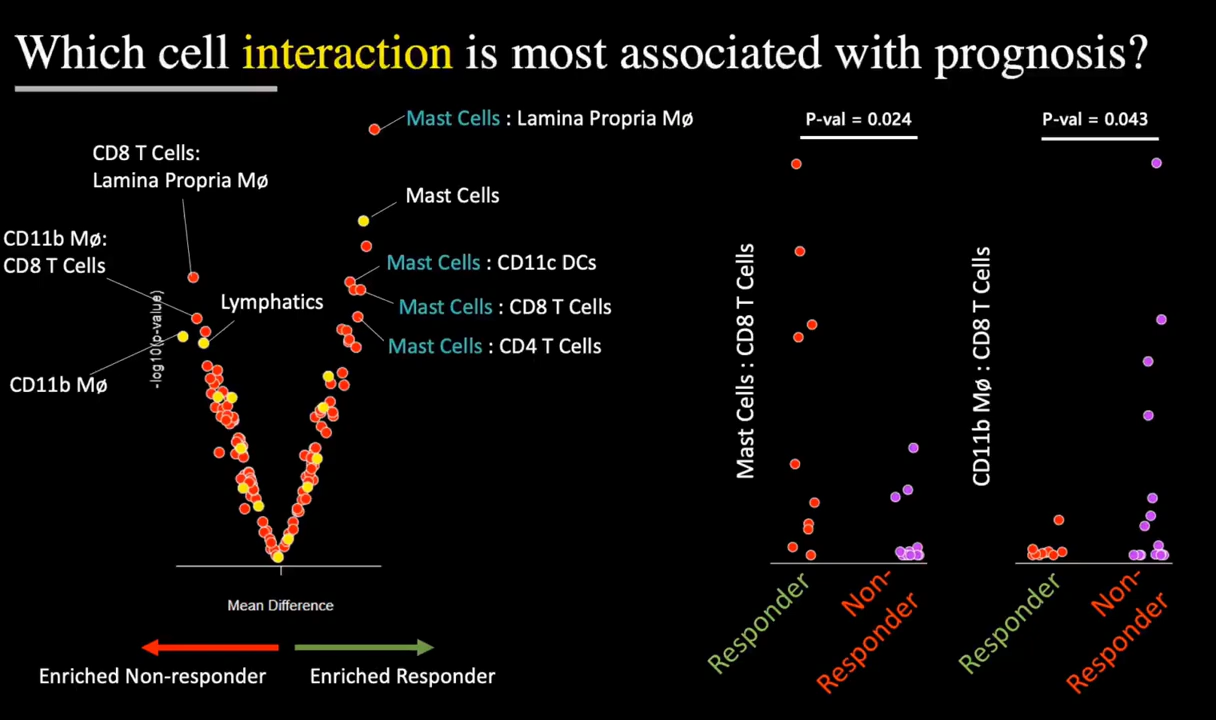 Which cell interaction is most associated with prognosis?
Mast Cells : Lamina Propria Mø
CD8 T Cells:
Lamina Propria Mø
Mast Cells
CD11b Mø:
CD8 T Cells
Mast Cells : CD11c DCs
Lymphatics
Mast Cells : CD8 T Cells
Mast Cells : CD4 T Cells
CD11b Mø
-log10(p-value)
Mean Difference
Enriched Non-responder
Enriched Responder
P-val = 0.024
Mast Cells : CD8 T Cells
Responder
Non-
Responder
P-val = 0.043
CD11b Mø : CD8 T Cells
Responder
Non-
Responder